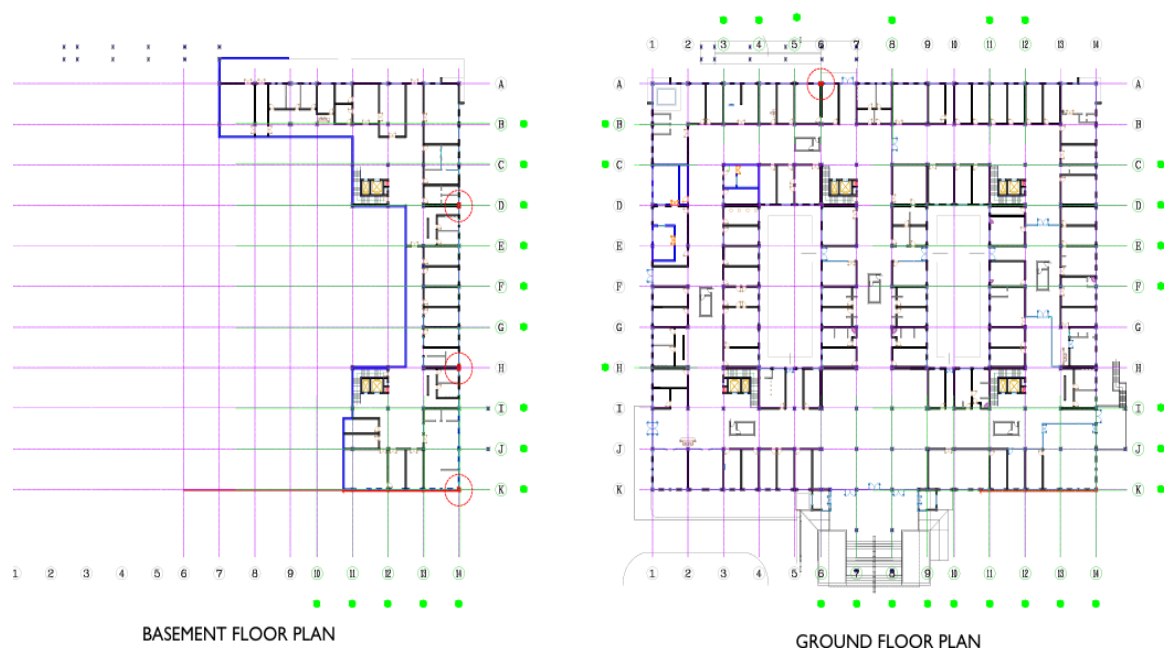 1 2 3 4 5 6 7 8 9 10 11 12 13 14
A A A
B B B
C C C
D D D
E E E
F F F
G G G
H H H
I I I
J J J
K K K
1 2 3 4 5 6 7 8 9 10 11 12 13 14
1 2 3 4 5 6 7 8 9 10 11 12 13 14
BASEMENT FLOOR PLAN
GROUND FLOOR PLAN